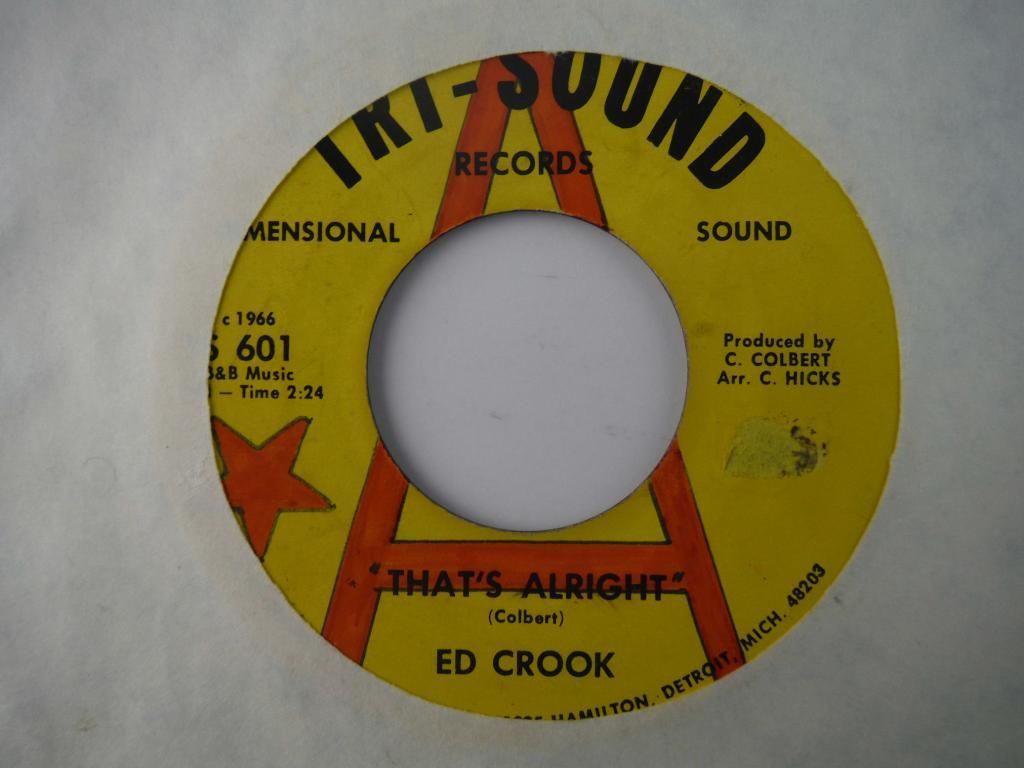 TRI-SOUND
RECORDS
MENSIONAL SOUND
c 1966
S 601
B&B Music
— Time 2:24
Produced by
C. COLBERT
Arr. C. HICKS
"THAT'S ALRIGHT"
(Colbert)
ED CROOK
HAMILTON, DETROIT, MICH. 48203